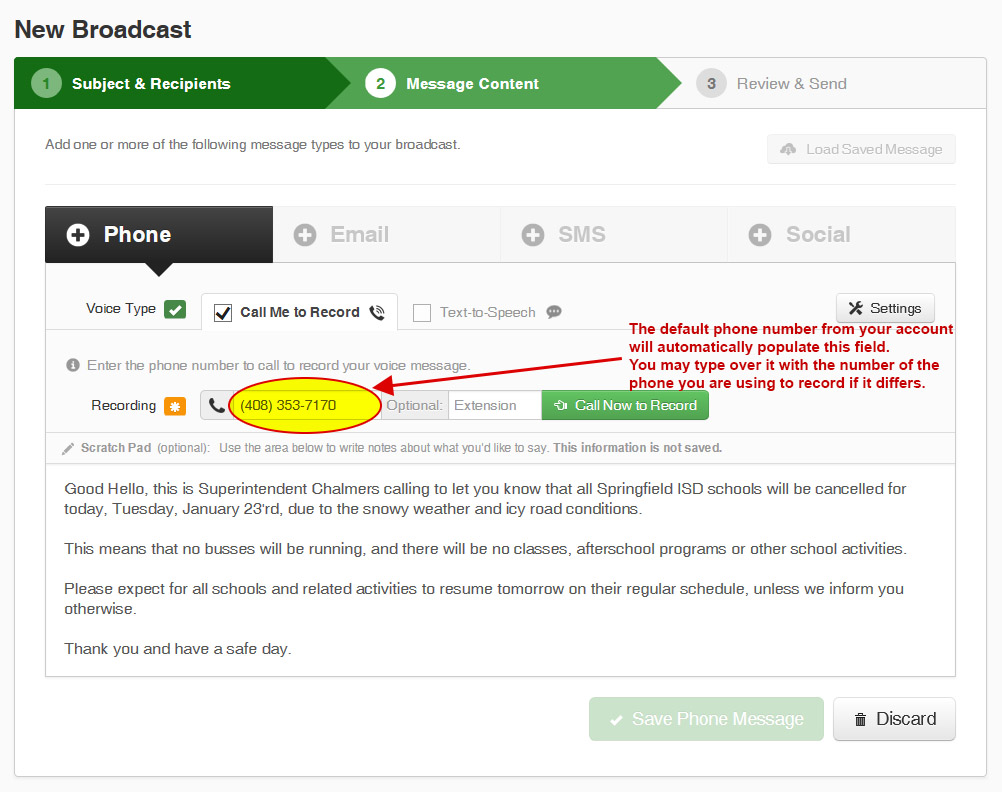 New Broadcast
1 Subject & Recipients 2 Message Content 3 Review & Send
Add one or more of the following message types to your broadcast.
Load Saved Message
Phone Email SMS Social
Voice Type Call Me to Record Text-to-Speech Settings
The default phone number from your account
will automatically populate this field.
You may type over it with the number of the
phone you are using to record if it differs.
Enter the phone number to call to record your voice message.
Recording (408) 353-7170 Optional: Extension Call Now to Record
Scratch Pad (optional): Use the area below to write notes about what you'd like to say. This information is not saved.
Good Hello, this is Superintendent Chalmers calling to let you know that all Springfield ISD schools will be cancelled for
today, Tuesday, January 23'rd, due to the snowy weather and icy road conditions.
This means that no busses will be running, and there will be no classes, afterschool programs or other school activities.
Please expect for all schools and related activities to resume tomorrow on their regular schedule, unless we inform you
otherwise.
Thank you and have a safe day.
Save Phone Message Discard